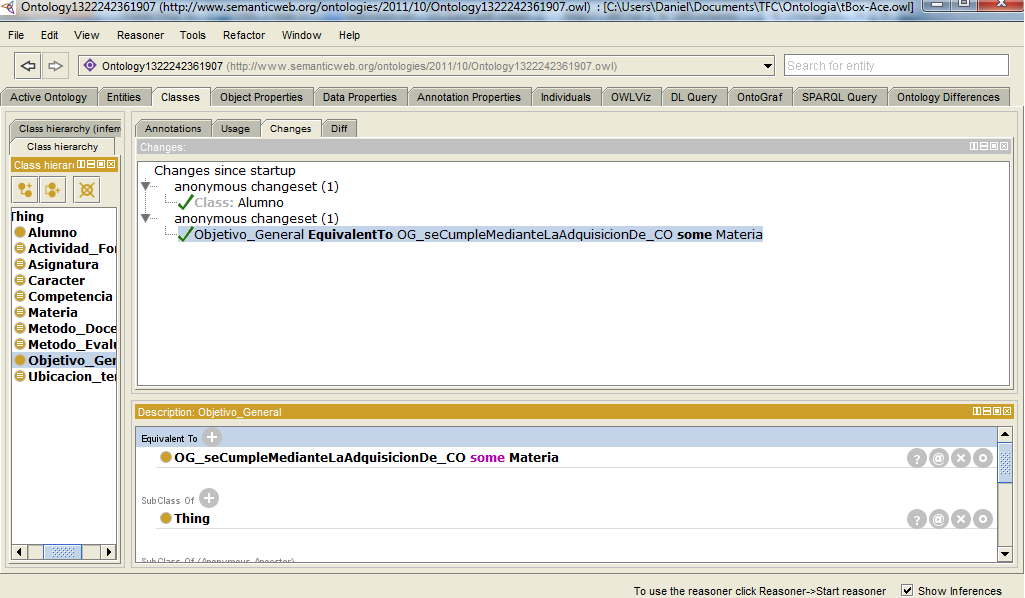 Ontology1322242361907 (http://www.semanticweb.org/ontologies/2011/10/Ontology1322242361907.owl) : [C:\Users\Daniel\Documents\TFC\Ontologia\tBox-Ace.owl]
File Edit View Reasoner Tools Refactor Window Help
Ontology1322242361907 (http://www.semanticweb.org/ontologies/2011/10/Ontology1322242361907.owl) Search for entity
Active Ontology Entities Classes Object Properties Data Properties Annotation Properties Individuals OWLViz DL Query OntoGraf SPARQL Query Ontology Differences
Class hierarchy (inferr
Class hierarchy
Class hierar
Thing
Alumno
Actividad_Fo
Asignatura
Caracter
Competencia
Materia
Metodo_Doce
Metodo_Evalu
Objetivo_Ger
Ubicacion_ter
Annotations Usage Changes Diff
Changes:
Changes since startup
anonymous changeset (1)
Class: Alumno
anonymous changeset (1)
Objetivo_General EquivalentTo OG_seCumpleMedianteLaAdquisicionDe_CO some Materia
Description: Objetivo_General
Equivalent To
OG_seCumpleMedianteLaAdquisicionDe_CO some Materia
SubClass Of
Thing
SubClass Of (Anonymous Ancestor)
To use the reasoner click Reasoner->Start reasoner Show Inferences